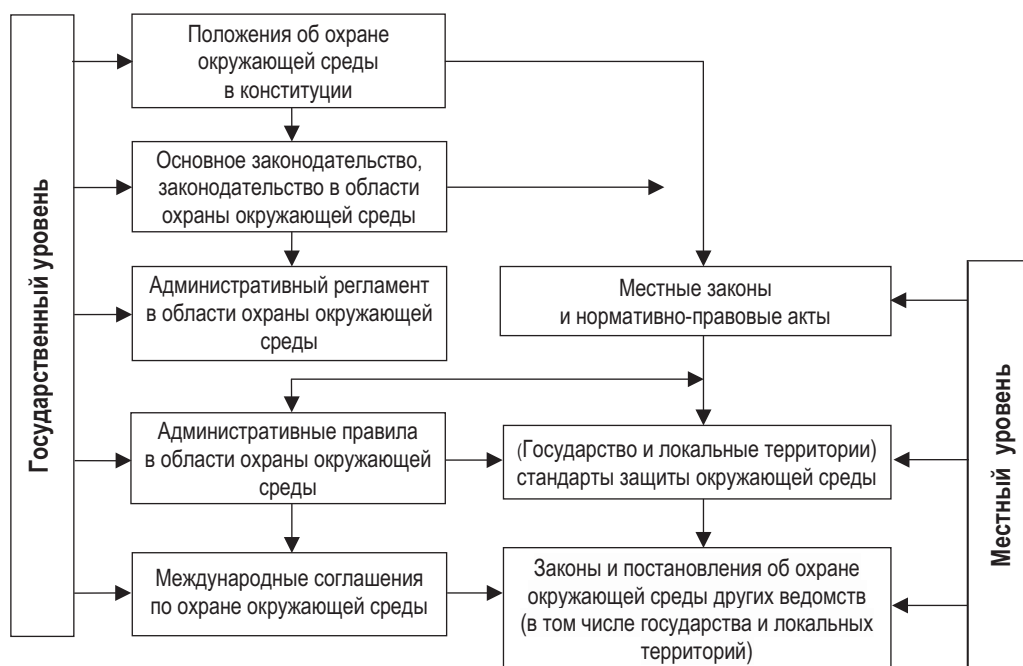 Государственный уровень
Положения об охране
окружающей среды
в конституции
Основное законодательство,
законодательство в области
охраны окружающей среды
Административный регламент
в области охраны окружающей
среды
Административные правила
в области охраны окружающей
среды
Международные соглашения
по охране окружающей среды
Местные законы
и нормативно-правовые акты
(Государство и локальные территории)
стандарты защиты окружающей среды
Законы и постановления об охране
окружающей среды других ведомств
(в том числе государства и локальных
территорий)
Местный уровень